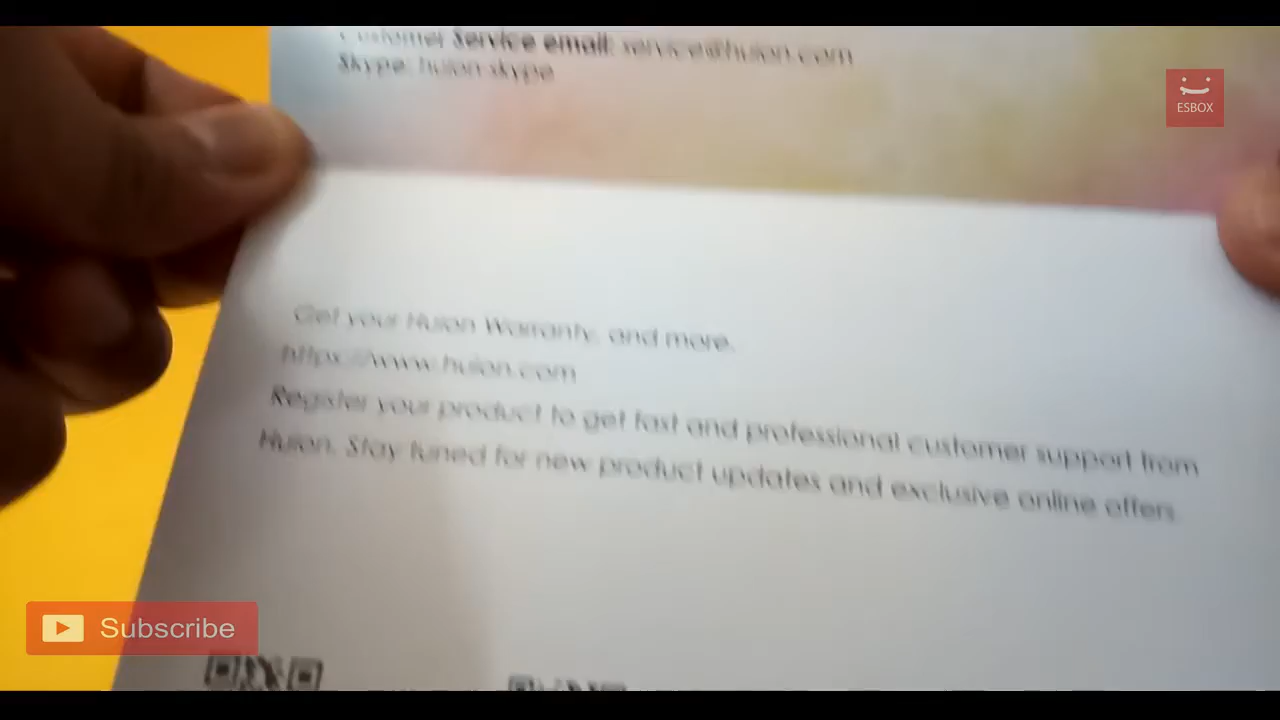 Customer Service email: service@huion.com
Skype: huion skype
ESBOX
Get your Huion Warranty, and more.
https://www.huion.com
Register your product to get fast and professional customer support from
Huion. Stay tuned for new product updates and exclusive online offers.
Subscribe